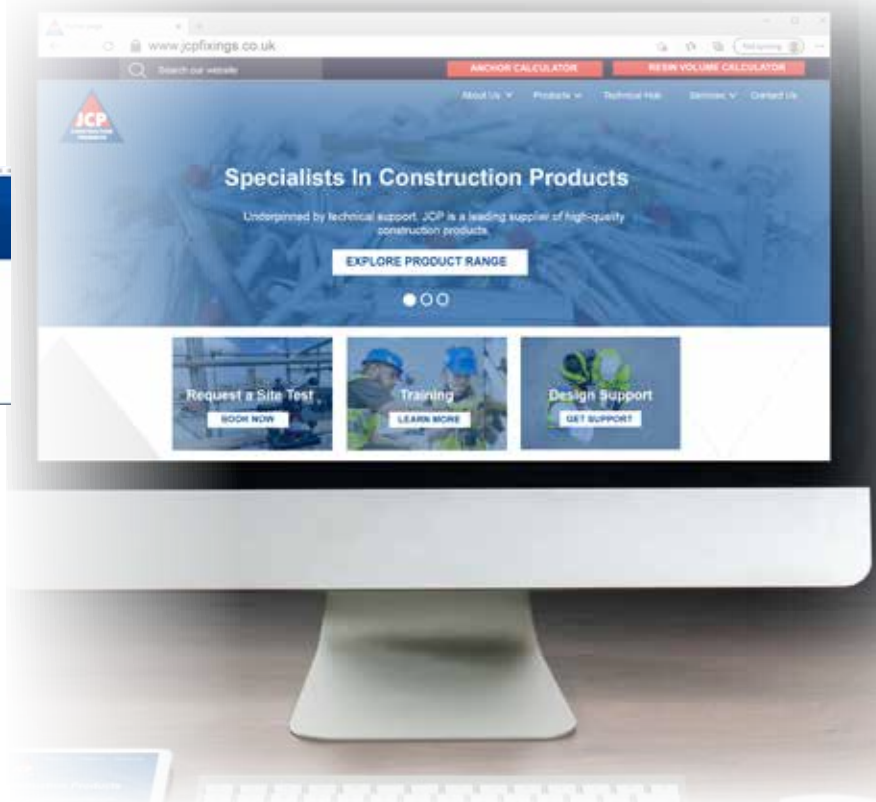 www.jcpfixings.co.uk
Search our website
ANCHOR CALCULATOR
RESIN VOLUME CALCULATOR
JCP
CONSTRUCTION
PRODUCTS
About Us
Products
Technical Hub
Services
Contact Us
Specialists In Construction Products
Underpinned by technical support, JCP is a leading supplier of high-quality
construction products.
EXPLORE PRODUCT RANGE
Request a Site Test
BOOK NOW
Training
LEARN MORE
Design Support
GET SUPPORT